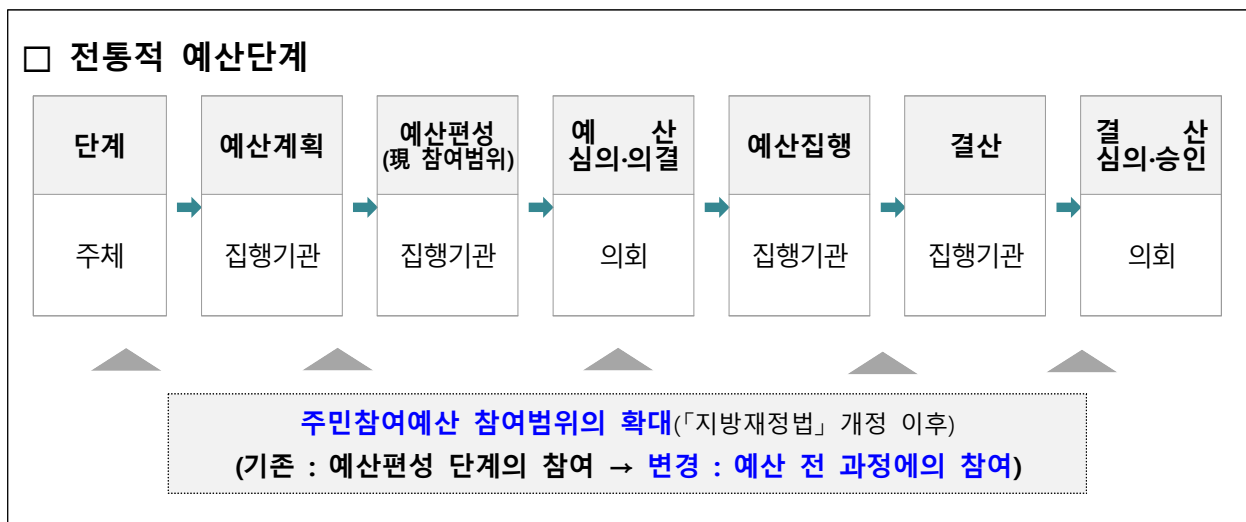 □ 전통적 예산단계
단계
예산계획
예산편성
(現 참여범위)
예 산
심의·의결
예산집행
결산
결 산
심의·승인
주체
집행기관
집행기관
의회
집행기관
집행기관
의회
주민참여예산 참여범위의 확대(「지방재정법」 개정 이후)
(기존 : 예산편성 단계의 참여 → 변경 : 예산 전 과정에의 참여)